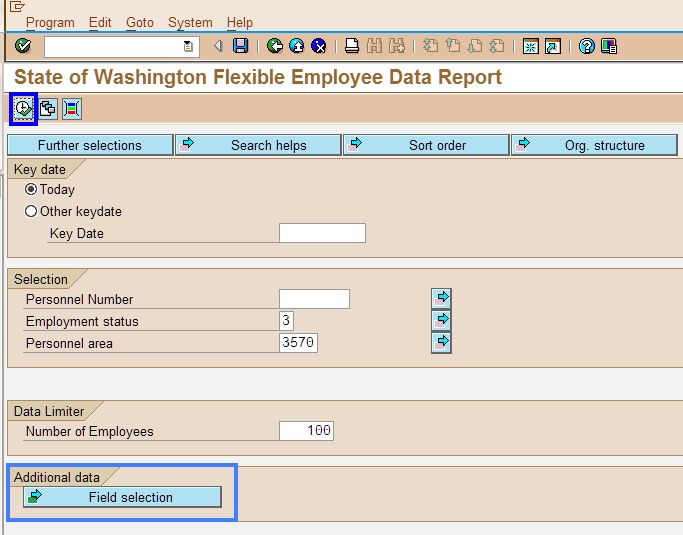 Program Edit Goto System Help
State of Washington Flexible Employee Data Report
Further selections Search helps Sort order Org. structure
Key date
Today
Other keydate
Key Date
Selection
Personnel Number
Employment status 3
Personnel area 3570
Data Limiter
Number of Employees 100
Additional data
Field selection